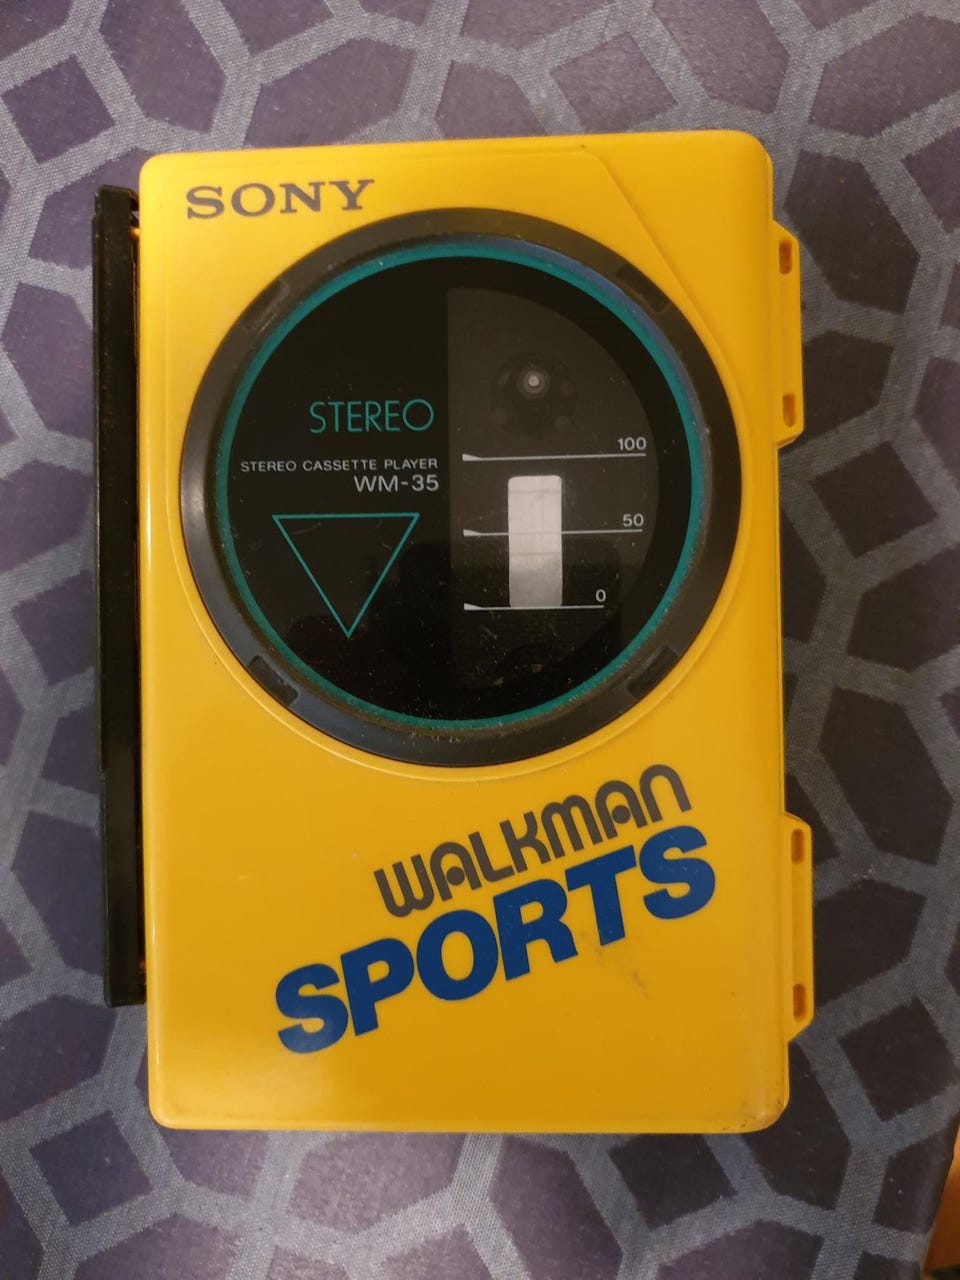 SONY
STEREO
STEREO CASSETTE PLAYER
WM-35
100
50
0
WALKMAN
SPORTS